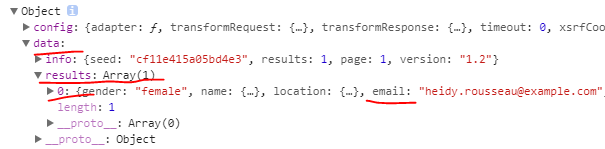 Object i
config: {adapter: ƒ, transformRequest: {…}, transformResponse: {…}, timeout: 0, xsrfCoo
data:
info: {seed: "cf11e415a05bd4e3", results: 1, page: 1, version: "1.2"}
results: Array(1)
0: {gender: "female", name: {…}, location: {…}, email: "heidy.rousseau@example.com"
length: 1
__proto__: Array(0)
__proto__: Object